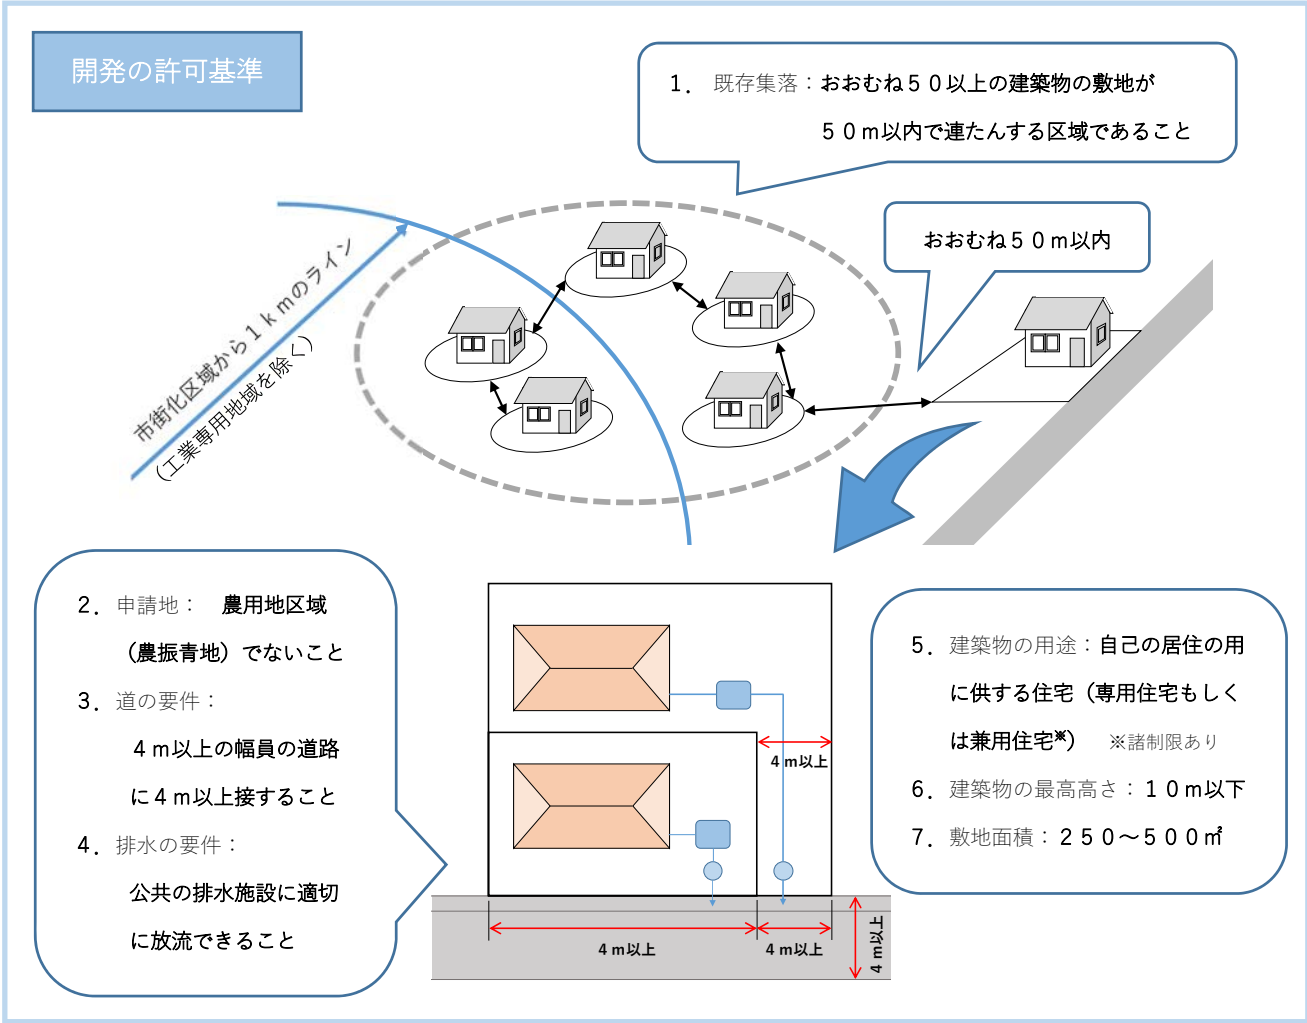 開発の許可基準
1． 既存集落：おおむね５０以上の建築物の敷地が
５０ｍ以内で連たんする区域であること
おおむね５０ｍ以内
市街化区域から１ｋｍのライン
（工業専用地域を除く）
2．申請地：　農用地区域
（農振青地）でないこと
3．道の要件：
４ｍ以上の幅員の道路
に４ｍ以上接すること
4．排水の要件：
公共の排水施設に適切
に放流できること
４ｍ以上
４ｍ以上
４ｍ以上
４ｍ以上
5．建築物の用途：自己の居住の用
に供する住宅（専用住宅もしく
は兼用住宅※）　※諸制限あり
6．建築物の最高高さ：１０ｍ以下
7．敷地面積：２５０～５００㎡